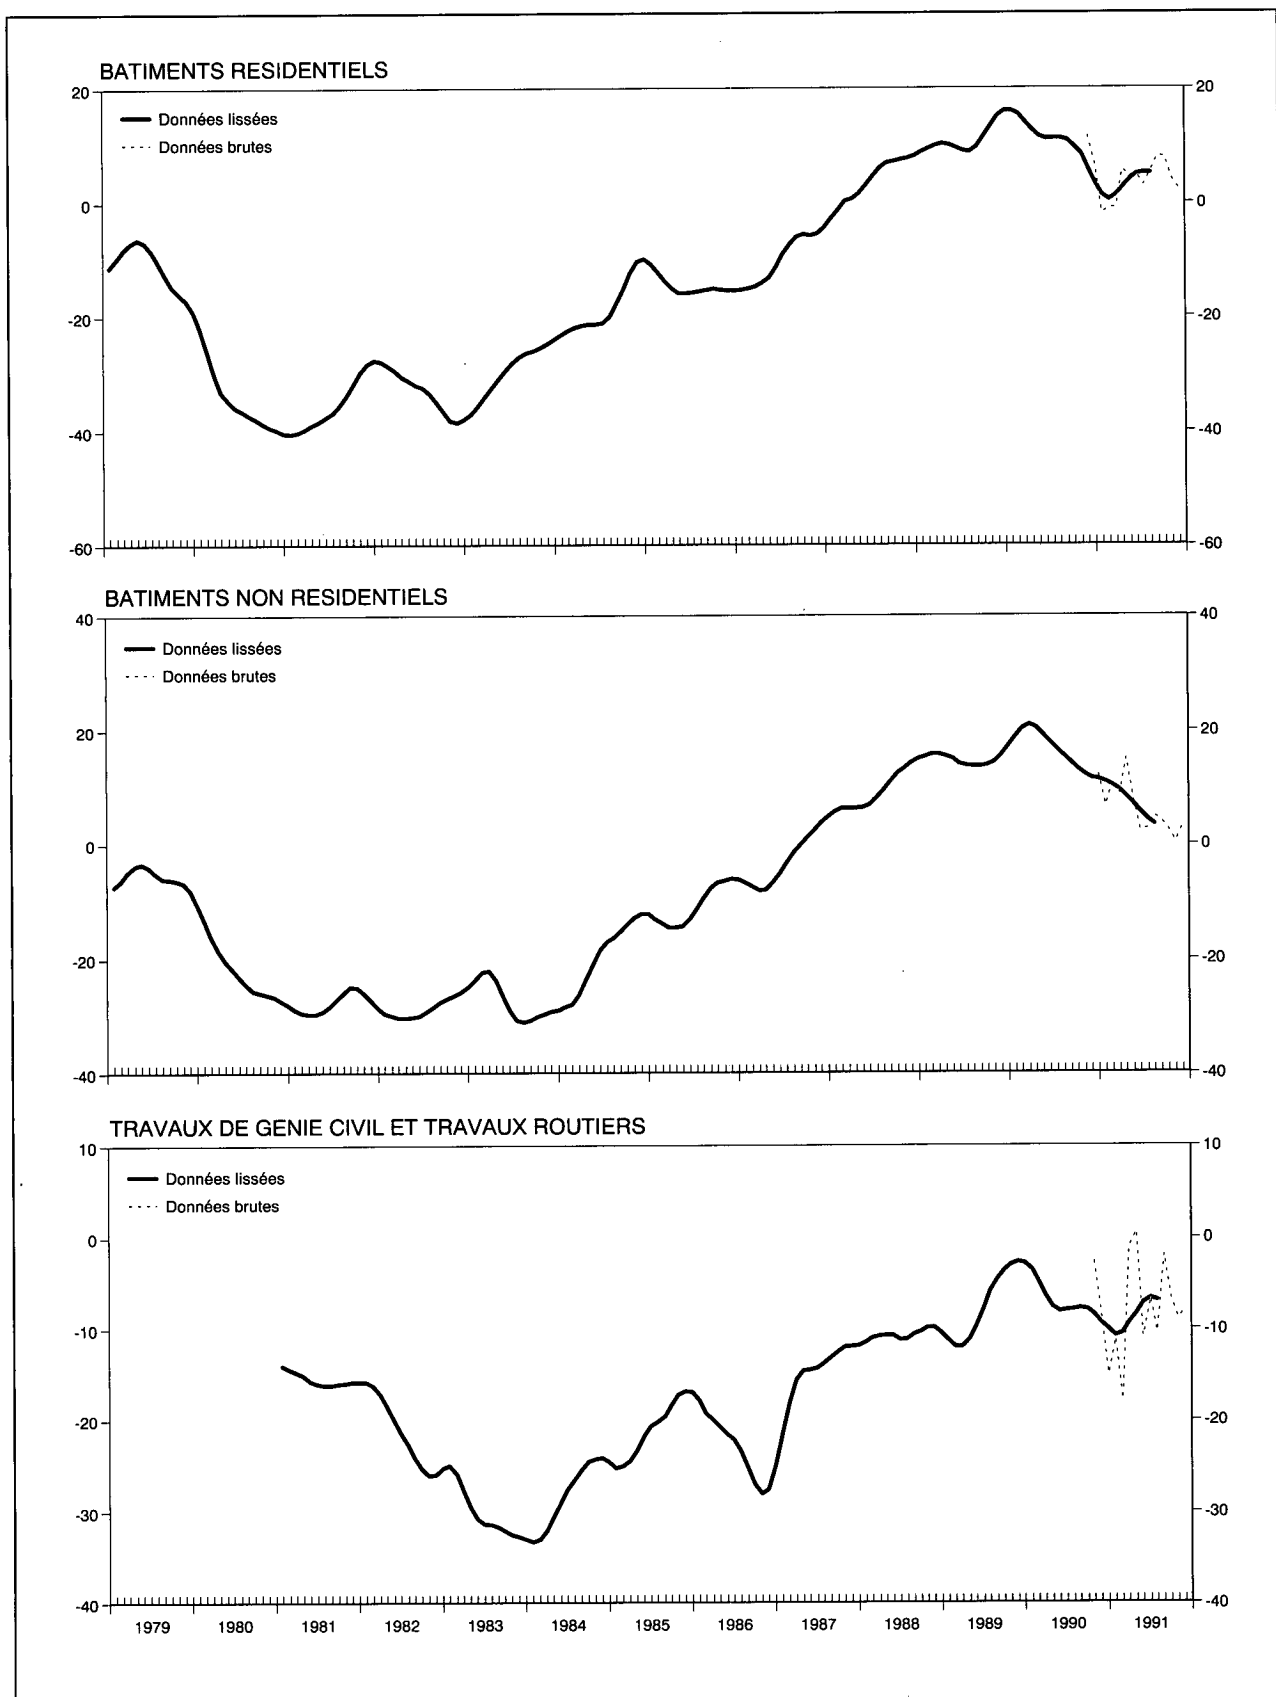 BATIMENTS RESIDENTIELS
20 20
Données lissées
Données brutes
0 0
-20 -20
-40 -40
-60 -60
BATIMENTS NON RESIDENTIELS
40 40
Données lissées
Données brutes
20 20
0 0
-20 -20
-40 -40
TRAVAUX DE GENIE CIVIL ET TRAVAUX ROUTIERS
10 10
Données lissées
Données brutes
0 0
-10 -10
-20 -20
-30 -30
-40 -40
1979 1980 1981 1982 1983 1984 1985 1986 1987 1988 1989 1990 1991